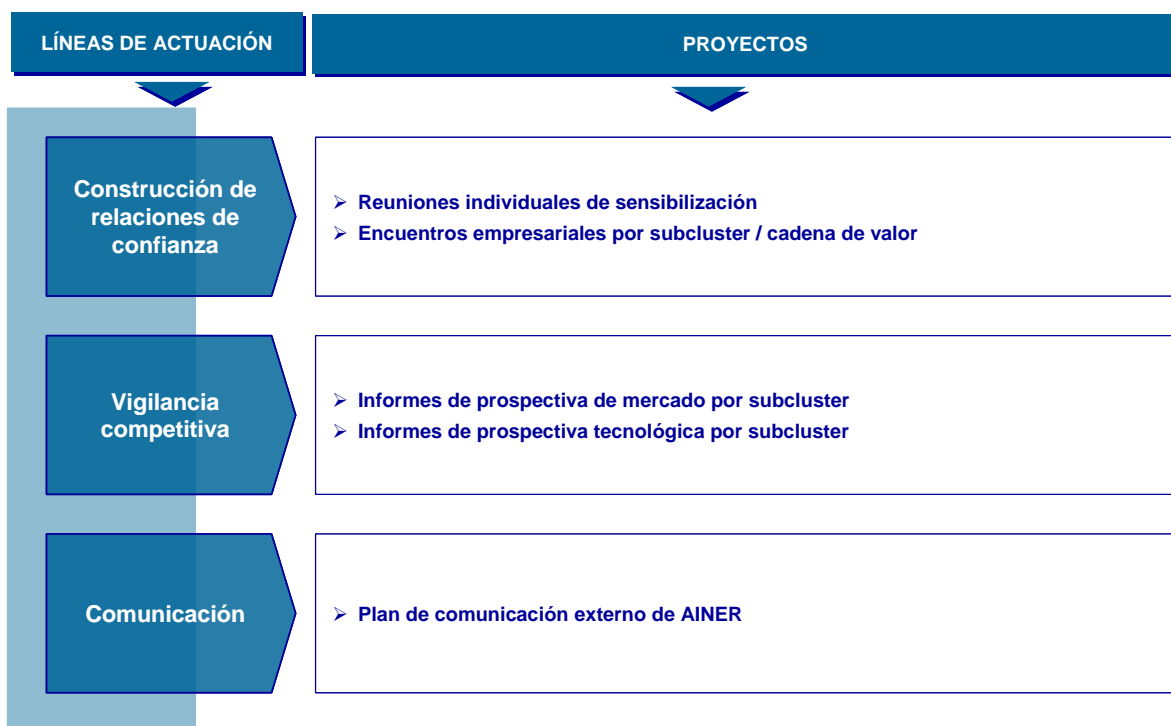 LÍNEAS DE ACTUACIÓN
PROYECTOS
Construcción de
relaciones de
confianza
➢ Reuniones individuales de sensibilización
➢ Encuentros empresariales por subcluster / cadena de valor
Vigilancia
competitiva
➢ Informes de prospectiva de mercado por subcluster
➢ Informes de prospectiva tecnológica por subcluster
Comunicación
➢ Plan de comunicación externo de AINER